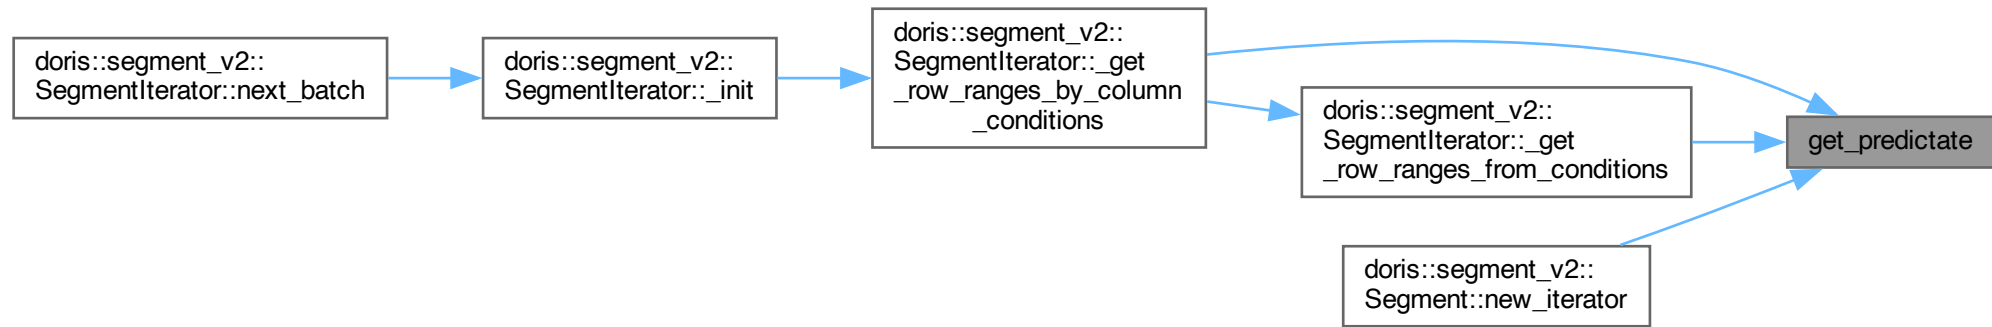 doris::segment_v2::
SegmentIterator::next_batch
doris::segment_v2::
SegmentIterator::_init
doris::segment_v2::
SegmentIterator::_get
_row_ranges_by_column
_conditions
doris::segment_v2::
SegmentIterator::_get
_row_ranges_from_conditions
get_predictate
doris::segment_v2::
Segment::new_iterator